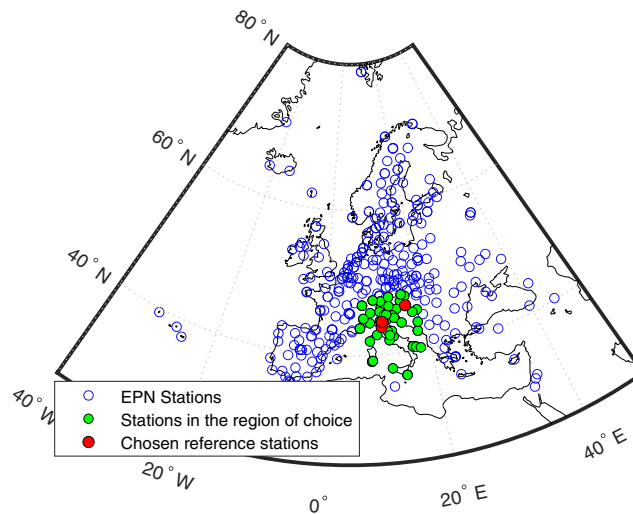 80° N
60° N
40° N
EPN Stations
Stations in the region of choice
Chosen reference stations
40° W
20° W
0°
20° E
40° E